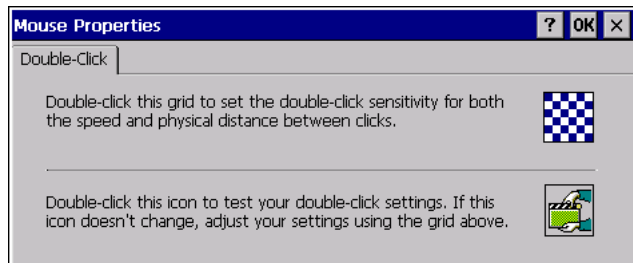 Mouse Properties ? OK ×
Double-Click
Double-click this grid to set the double-click sensitivity for both
the speed and physical distance between clicks.
Double-click this icon to test your double-click settings. If this
icon doesn't change, adjust your settings using the grid above.